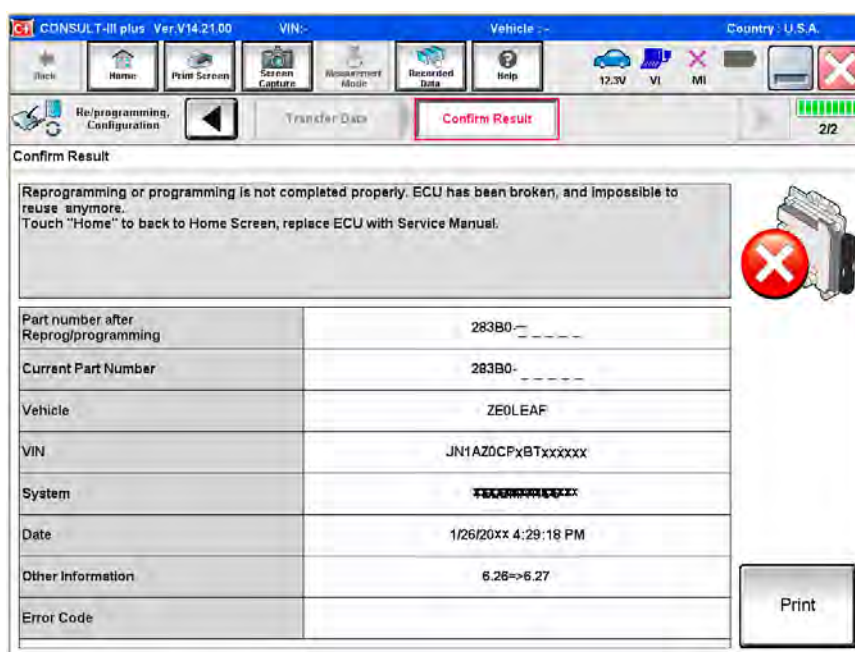 C+ CONSULT-III plus Ver.V14.21.00 VIN:- Vehicle : - Country : U.S.A.
Back Home Print Screen Screen Capture Measurement Mode Recorded Data Help 12.3V VI MI
Re/programming, Configuration Transfer Data Confirm Result 2/2
Confirm Result
Reprogramming or programming is not completed properly. ECU has been broken, and impossible to
reuse anymore.
Touch "Home" to back to Home Screen, replace ECU with Service Manual.
Part number after
Reprog/programming 283B0-_ _ _ _ _
Current Part Number 283B0-_ _ _ _ _
Vehicle ZE0LEAF
VIN JN1AZ0CPxBTxxxxxx
System
Date 1/26/20xx 4:29:18 PM
Other Information 6.26=>6.27
Error Code
Print